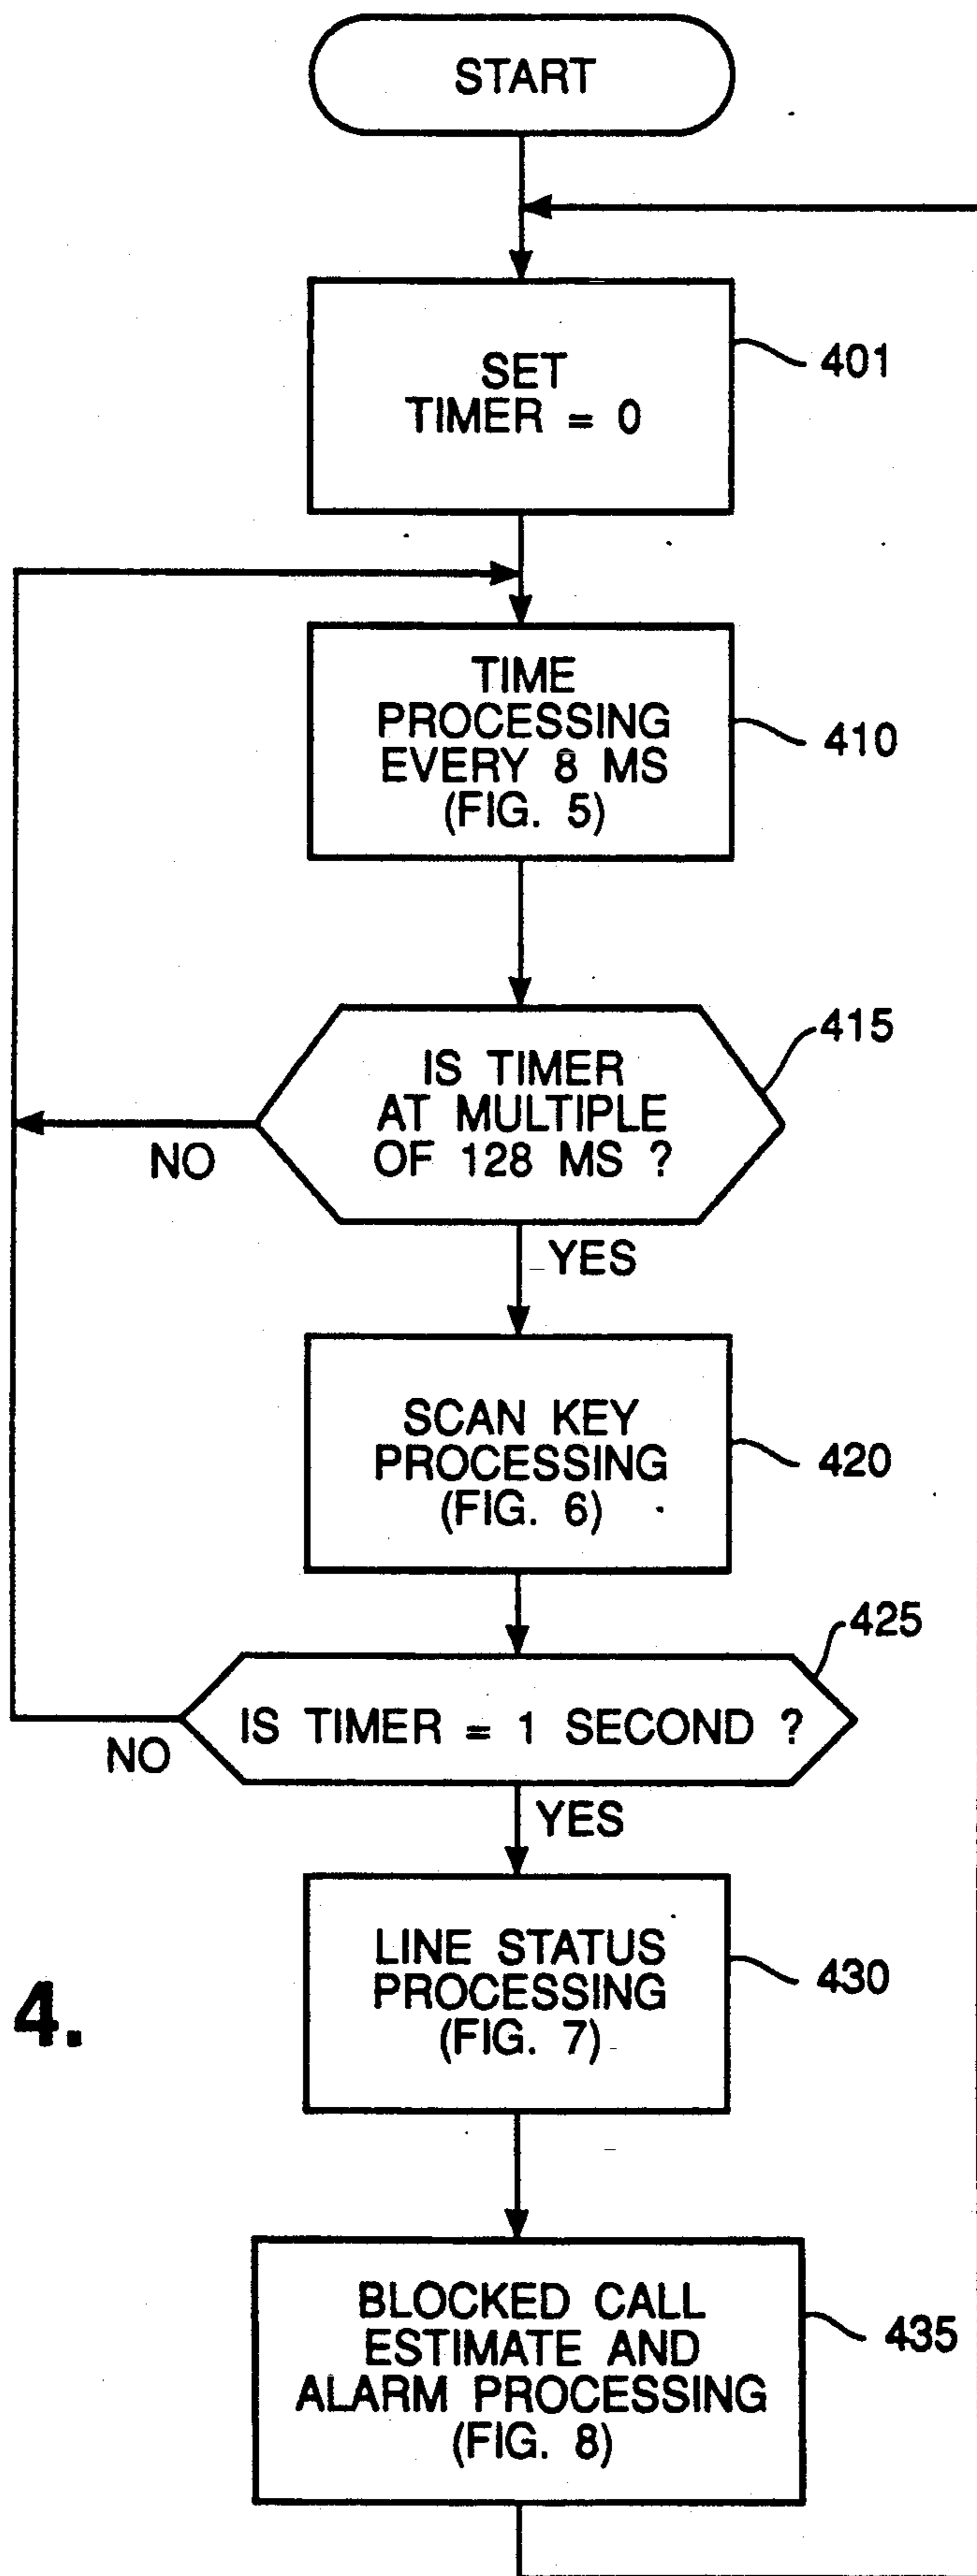 START
SET
TIMER = 0
401
TIME
PROCESSING
EVERY 8 MS
(FIG. 5)
410
IS TIMER
AT MULTIPLE
OF 128 MS ?
415
NO
YES
SCAN KEY
PROCESSING
(FIG. 6)
420
IS TIMER = 1 SECOND ?
425
NO
YES
LINE STATUS
PROCESSING
(FIG. 7)
430
4.
BLOCKED CALL
ESTIMATE AND
ALARM PROCESSING
(FIG. 8)
435